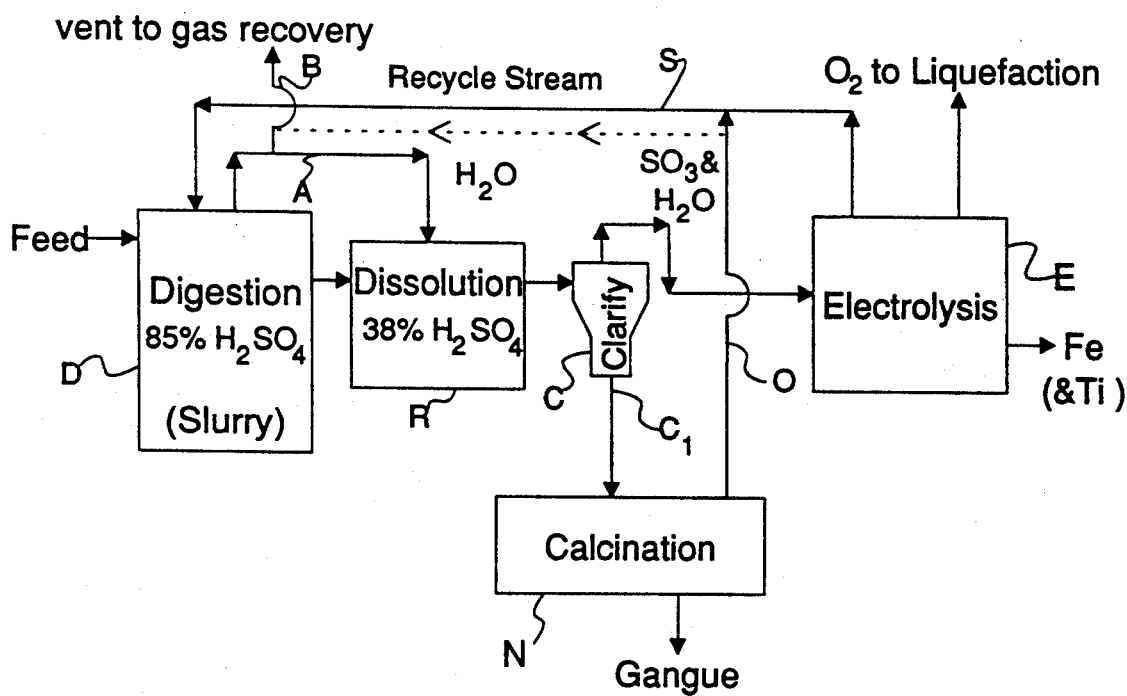 vent to gas recovery
B
Recycle Stream
S
O2 to Liquefaction
A
H2O
SO3&
H2O
Feed
Digestion
85% H2SO4
(Slurry)
D
Dissolution
38% H2SO4
R
Clarify
C
C1
O
Electrolysis
E
Fe
(&Ti )
Calcination
N
Gangue